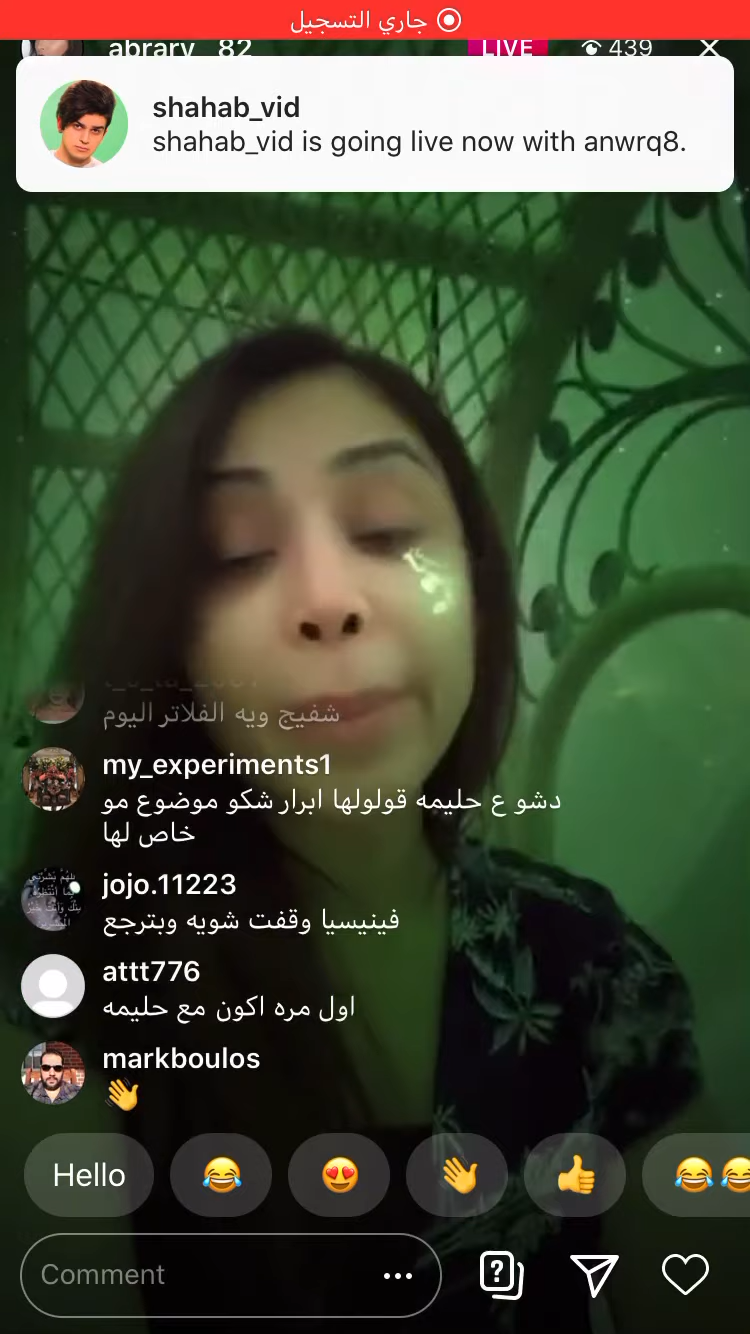 جاري التسجيل
abrarv_82
LIVE
439
shahab_vid
shahab_vid is going live now with anwrq8.
شفيج ويه الفلاتر اليوم
my_experiments1
دشو ع حليمه قولولها ابرار شكو موضوع مو
خاص لها
jojo.11223
فينيسيا وقفت شويه وبترجع
attt776
اول مره اكون مع حليمه
markboulos
👋
Hello
😂
😍
👋
👍
😂😂
Comment